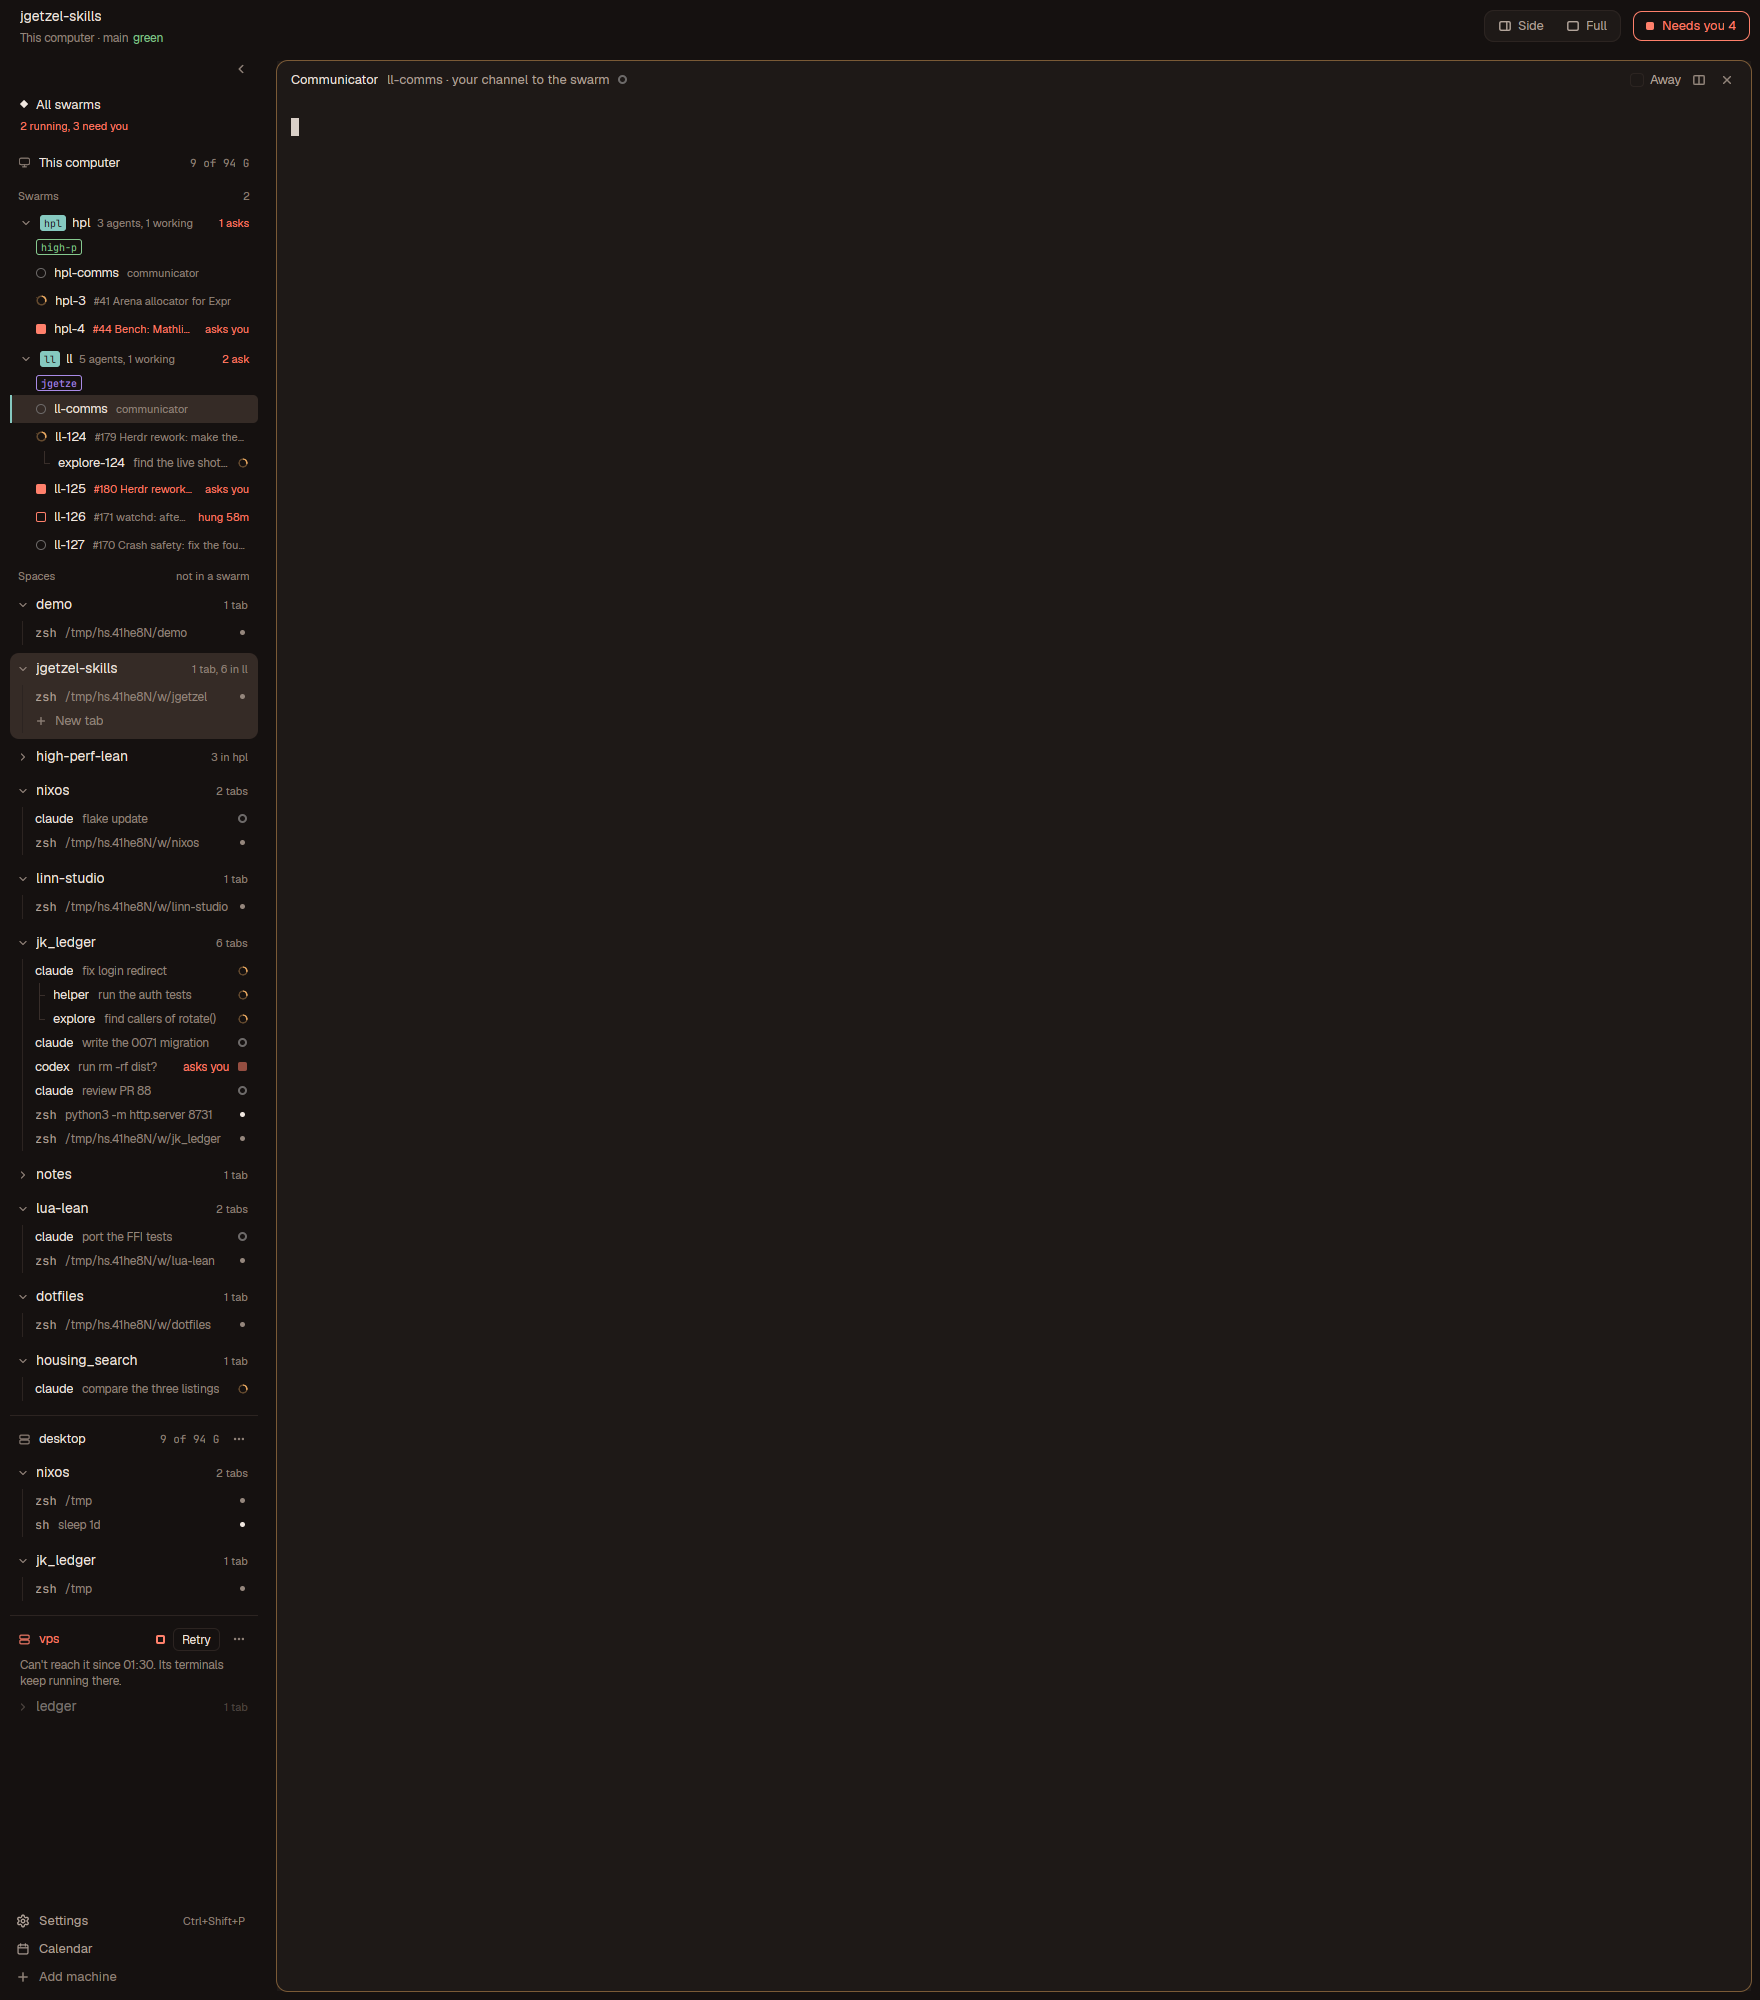 jgetzel-skills
This computer · main green
Side
Full
Needs you 4
Communicator ll-comms · your channel to the swarm
Away
All swarms
2 running, 3 need you
This computer 9 of 94 G
Swarms 2
hpl hpl 3 agents, 1 working 1 asks
high-p
hpl-comms communicator
hpl-3 #41 Arena allocator for Expr
hpl-4 #44 Bench: Mathli... asks you
ll ll 5 agents, 1 working 2 ask
jgetze
ll-comms communicator
ll-124 #179 Herdr rework: make the...
explore-124 find the live shot...
ll-125 #180 Herdr rework... asks you
ll-126 #171 watchd: afte... hung 58m
ll-127 #170 Crash safety: fix the fou...
Spaces not in a swarm
demo 1 tab
zsh /tmp/hs.41he8N/demo
jgetzel-skills 1 tab, 6 in ll
zsh /tmp/hs.41he8N/w/jgetzel
+ New tab
high-perf-lean 3 in hpl
nixos 2 tabs
claude flake update
zsh /tmp/hs.41he8N/w/nixos
linn-studio 1 tab
zsh /tmp/hs.41he8N/w/linn-studio
jk_ledger 6 tabs
claude fix login redirect
helper run the auth tests
explore find callers of rotate()
claude write the 0071 migration
codex run rm -rf dist? asks you
claude review PR 88
zsh python3 -m http.server 8731
zsh /tmp/hs.41he8N/w/jk_ledger
notes 1 tab
lua-lean 2 tabs
claude port the FFI tests
zsh /tmp/hs.41he8N/w/lua-lean
dotfiles 1 tab
zsh /tmp/hs.41he8N/w/dotfiles
housing_search 1 tab
claude compare the three listings
desktop 9 of 94 G ...
nixos 2 tabs
zsh /tmp
sh sleep 1d
jk_ledger 1 tab
zsh /tmp
vps Retry ...
Can't reach it since 01:30. Its terminals
keep running there.
ledger 1 tab
Settings Ctrl+Shift+P
Calendar
+ Add machine